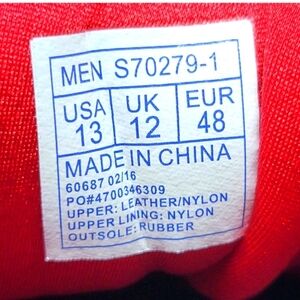 MEN S70279-1
USA UK EUR
13 12 48
MADE IN CHINA
60687 02/16
PO#4700346309
UPPER: LEATHER/NYLON
UPPER LINING: NYLON
OUTSOLE: RUBBER